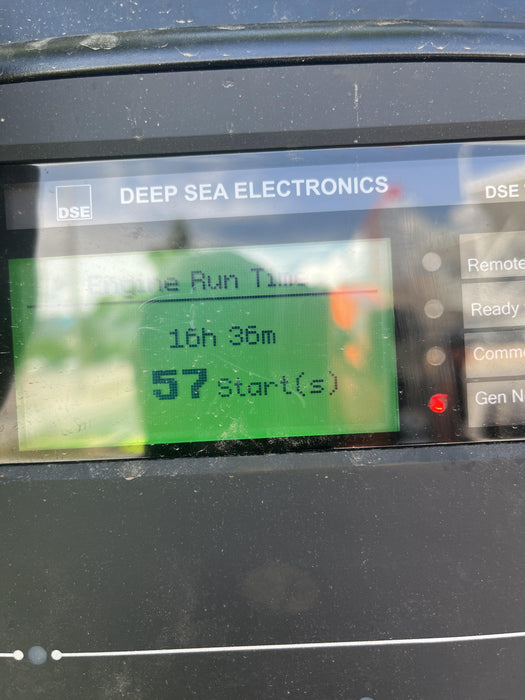 DSE
DEEP SEA ELECTRONICS
DSE
Engine Run Time
16h 36m
57 Start(s)
Remote
Ready
Gen N